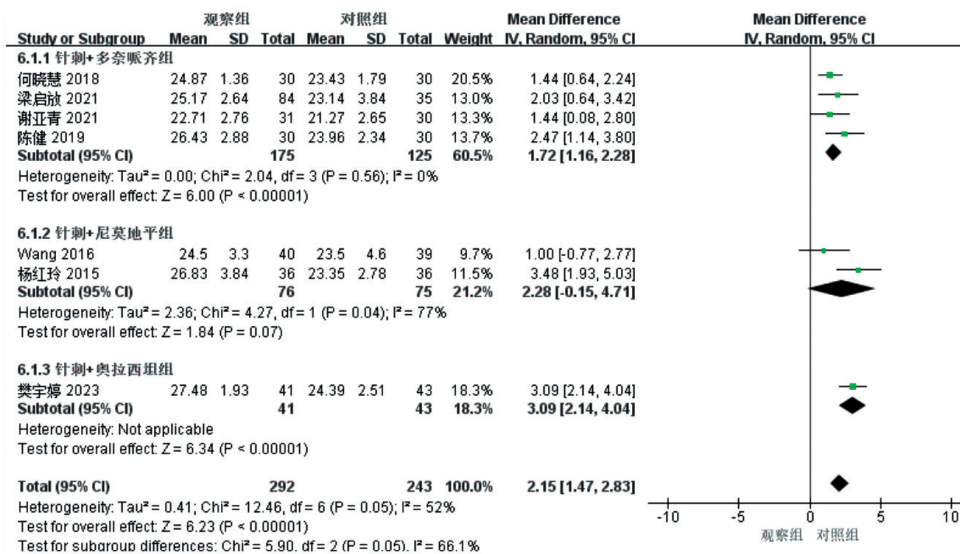 观察组 对照组 Mean Difference Mean Difference
Study or Subgroup Mean SD Total Mean SD Total Weight IV, Random, 95% CI IV, Random, 95% CI
6.1.1 针刺+多奈哌齐组
何晓慧 2018 24.87 1.36 30 23.43 1.79 30 20.5% 1.44 [0.64, 2.24]
梁启放 2021 25.17 2.64 84 23.14 3.84 35 13.0% 2.03 [0.64, 3.42]
谢亚青 2021 22.71 2.76 31 21.27 2.65 30 13.3% 1.44 [0.08, 2.80]
陈健 2019 26.43 2.88 30 23.96 2.34 30 13.7% 2.47 [1.14, 3.80]
Subtotal (95% CI) 175 125 60.5% 1.72 [1.16, 2.28]
Heterogeneity: Tau² = 0.00; Chi² = 2.04, df = 3 (P = 0.56); I² = 0%
Test for overall effect: Z = 6.00 (P < 0.00001)
6.1.2 针刺+尼莫地平组
Wang 2016 24.5 3.3 40 23.5 4.6 39 9.7% 1.00 [-0.77, 2.77]
杨红玲 2015 26.83 3.84 36 23.35 2.78 36 11.5% 3.48 [1.93, 5.03]
Subtotal (95% CI) 76 75 21.2% 2.28 [-0.15, 4.71]
Heterogeneity: Tau² = 2.36; Chi² = 4.27, df = 1 (P = 0.04); I² = 77%
Test for overall effect: Z = 1.84 (P = 0.07)
6.1.3 针刺+奥拉西坦组
樊宇婷 2023 27.48 1.93 41 24.39 2.51 43 18.3% 3.09 [2.14, 4.04]
Subtotal (95% CI) 41 43 18.3% 3.09 [2.14, 4.04]
Heterogeneity: Not applicable
Test for overall effect: Z = 6.34 (P < 0.00001)
Total (95% CI) 292 243 100.0% 2.15 [1.47, 2.83]
Heterogeneity: Tau² = 0.41; Chi² = 12.46, df = 6 (P = 0.05); I² = 52%
Test for overall effect: Z = 6.23 (P < 0.00001)
Test for subgroup differences: Chi² = 5.90, df = 2 (P = 0.05), I² = 66.1%
-10 -5 0 5 10
观察组 对照组